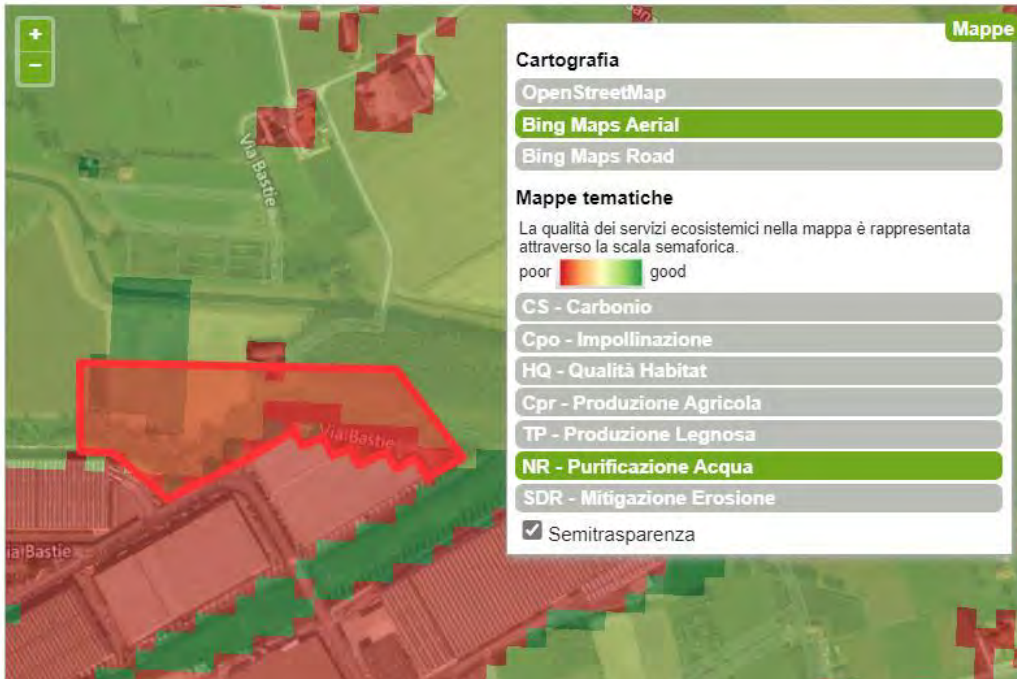 +
−
Mappe
Cartografia
OpenStreetMap
Bing Maps Aerial
Bing Maps Road
Mappe tematiche
La qualità dei servizi ecosistemici nella mappa è rappresentata
attraverso la scala semaforica.
poor good
CS - Carbonio
Cpo - Impollinazione
HQ - Qualità Habitat
Cpr - Produzione Agricola
TP - Produzione Legnosa
NR - Purificazione Acqua
SDR - Mitigazione Erosione
Semitrasparenza
Via Bastie
Via Bastie
ia Bastie